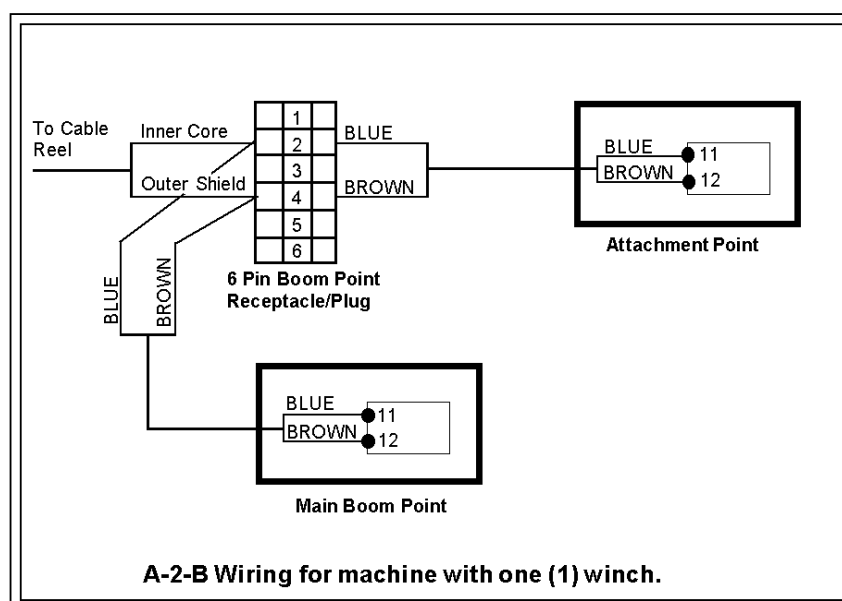 To Cable
Reel
Inner Core
Outer Shield
1
2
3
4
5
6
BLUE
BROWN
BLUE
BROWN
11
12
Attachment Point
6 Pin Boom Point
Receptacle/Plug
BLUE
BROWN
BLUE
BROWN
11
12
Main Boom Point
A-2-B Wiring for machine with one (1) winch.